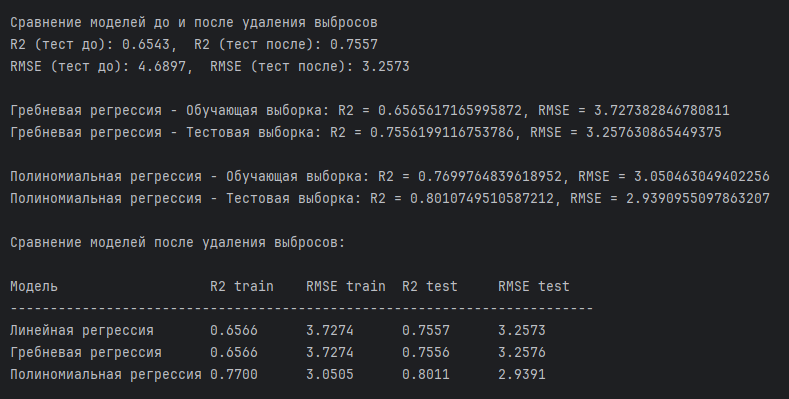 Сравнение моделей до и после удаления выбросов
R2 (тест до): 0.6543,  R2 (тест после): 0.7557
RMSE (тест до): 4.6897,  RMSE (тест после): 3.2573
Гребневая регрессия - Обучающая выборка: R2 = 0.6565617165995872, RMSE = 3.727382846780811
Гребневая регрессия - Тестовая выборка: R2 = 0.7556199116753786, RMSE = 3.257630865449375
Полиномиальная регрессия - Обучающая выборка: R2 = 0.7699764839618952, RMSE = 3.050463049402256
Полиномиальная регрессия - Тестовая выборка: R2 = 0.8010749510587212, RMSE = 2.9390955097863207
Сравнение моделей после удаления выбросов:
Модель R2 train RMSE train R2 test RMSE test
-------------------------------------------------------------------------
Линейная регрессия 0.6566 3.7274 0.7557 3.2573
Гребневая регрессия 0.6566 3.7274 0.7556 3.2576
Полиномиальная регрессия 0.7700 3.0505 0.8011 2.9391